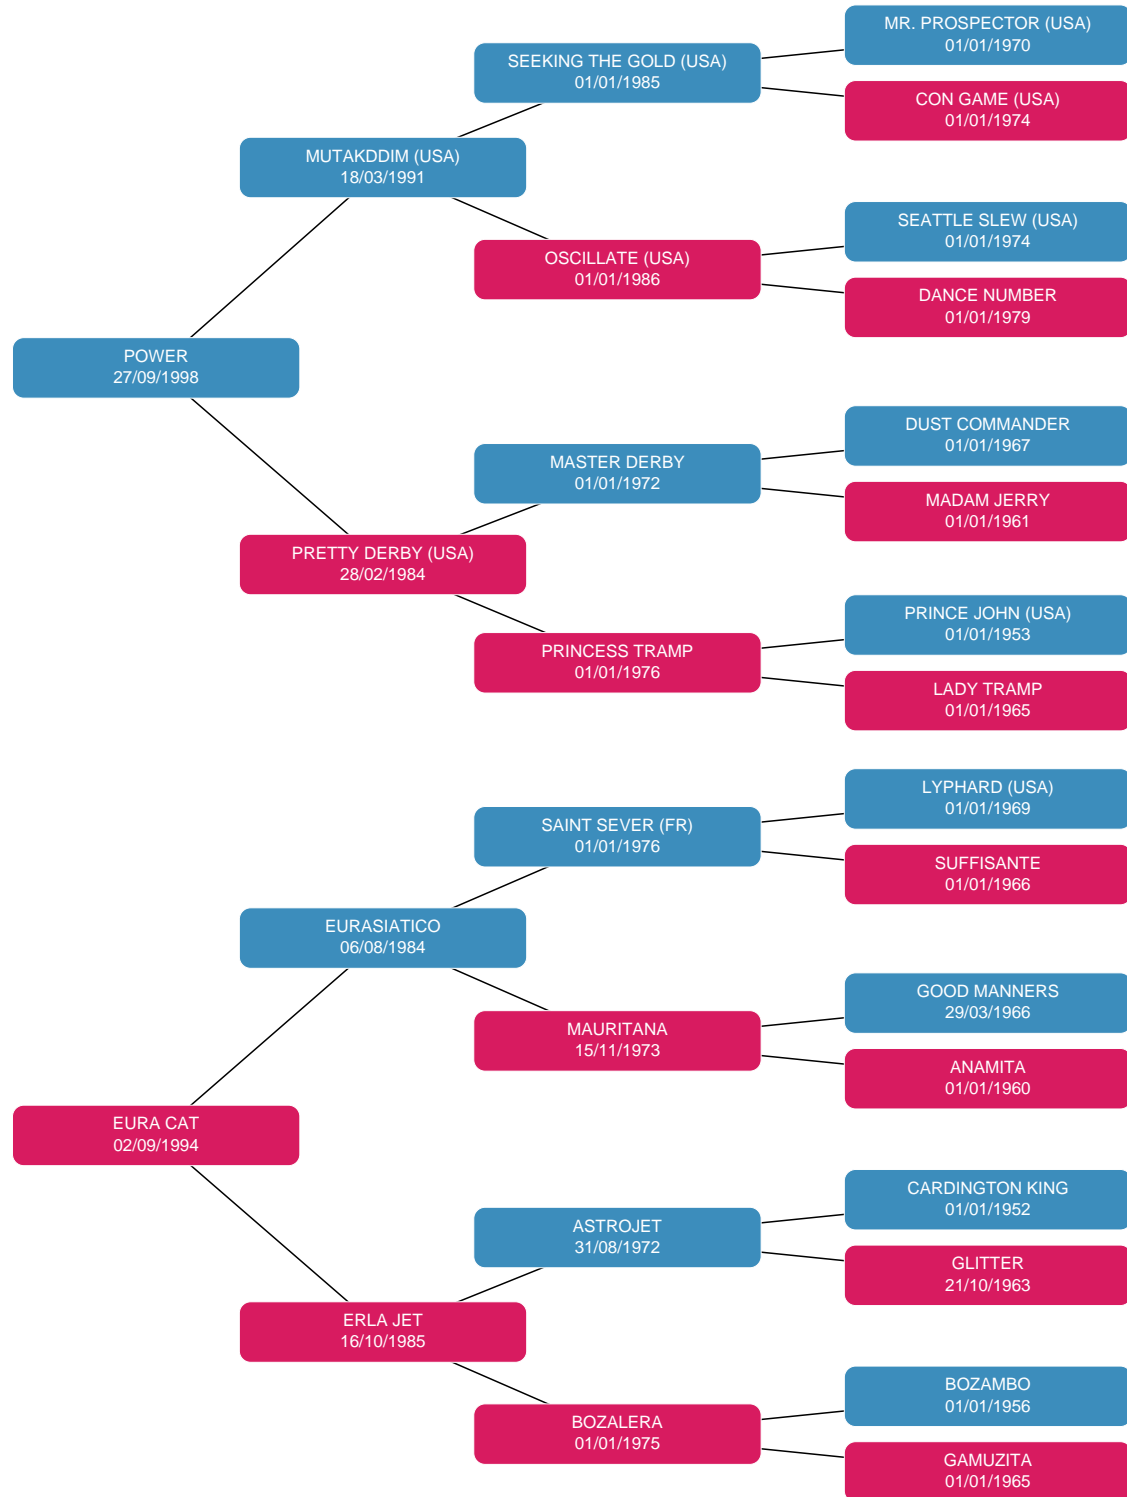 MR. PROSPECTOR (USA)
01/01/1970
SEEKING THE GOLD (USA)
01/01/1985
CON GAME (USA)
01/01/1974
MUTAKDDIM (USA)
18/03/1991
SEATTLE SLEW (USA)
01/01/1974
OSCILLATE (USA)
01/01/1986
DANCE NUMBER
01/01/1979
POWER
27/09/1998
DUST COMMANDER
01/01/1967
MASTER DERBY
01/01/1972
MADAM JERRY
01/01/1961
PRETTY DERBY (USA)
28/02/1984
PRINCE JOHN (USA)
01/01/1953
PRINCESS TRAMP
01/01/1976
LADY TRAMP
01/01/1965
LYPHARD (USA)
01/01/1969
SAINT SEVER (FR)
01/01/1976
SUFFISANTE
01/01/1966
EURASIATICO
06/08/1984
GOOD MANNERS
29/03/1966
MAURITANA
15/11/1973
ANAMITA
01/01/1960
EURA CAT
02/09/1994
CARDINGTON KING
01/01/1952
ASTROJET
31/08/1972
GLITTER
21/10/1963
ERLA JET
16/10/1985
BOZAMBO
01/01/1956
BOZALERA
01/01/1975
GAMUZITA
01/01/1965